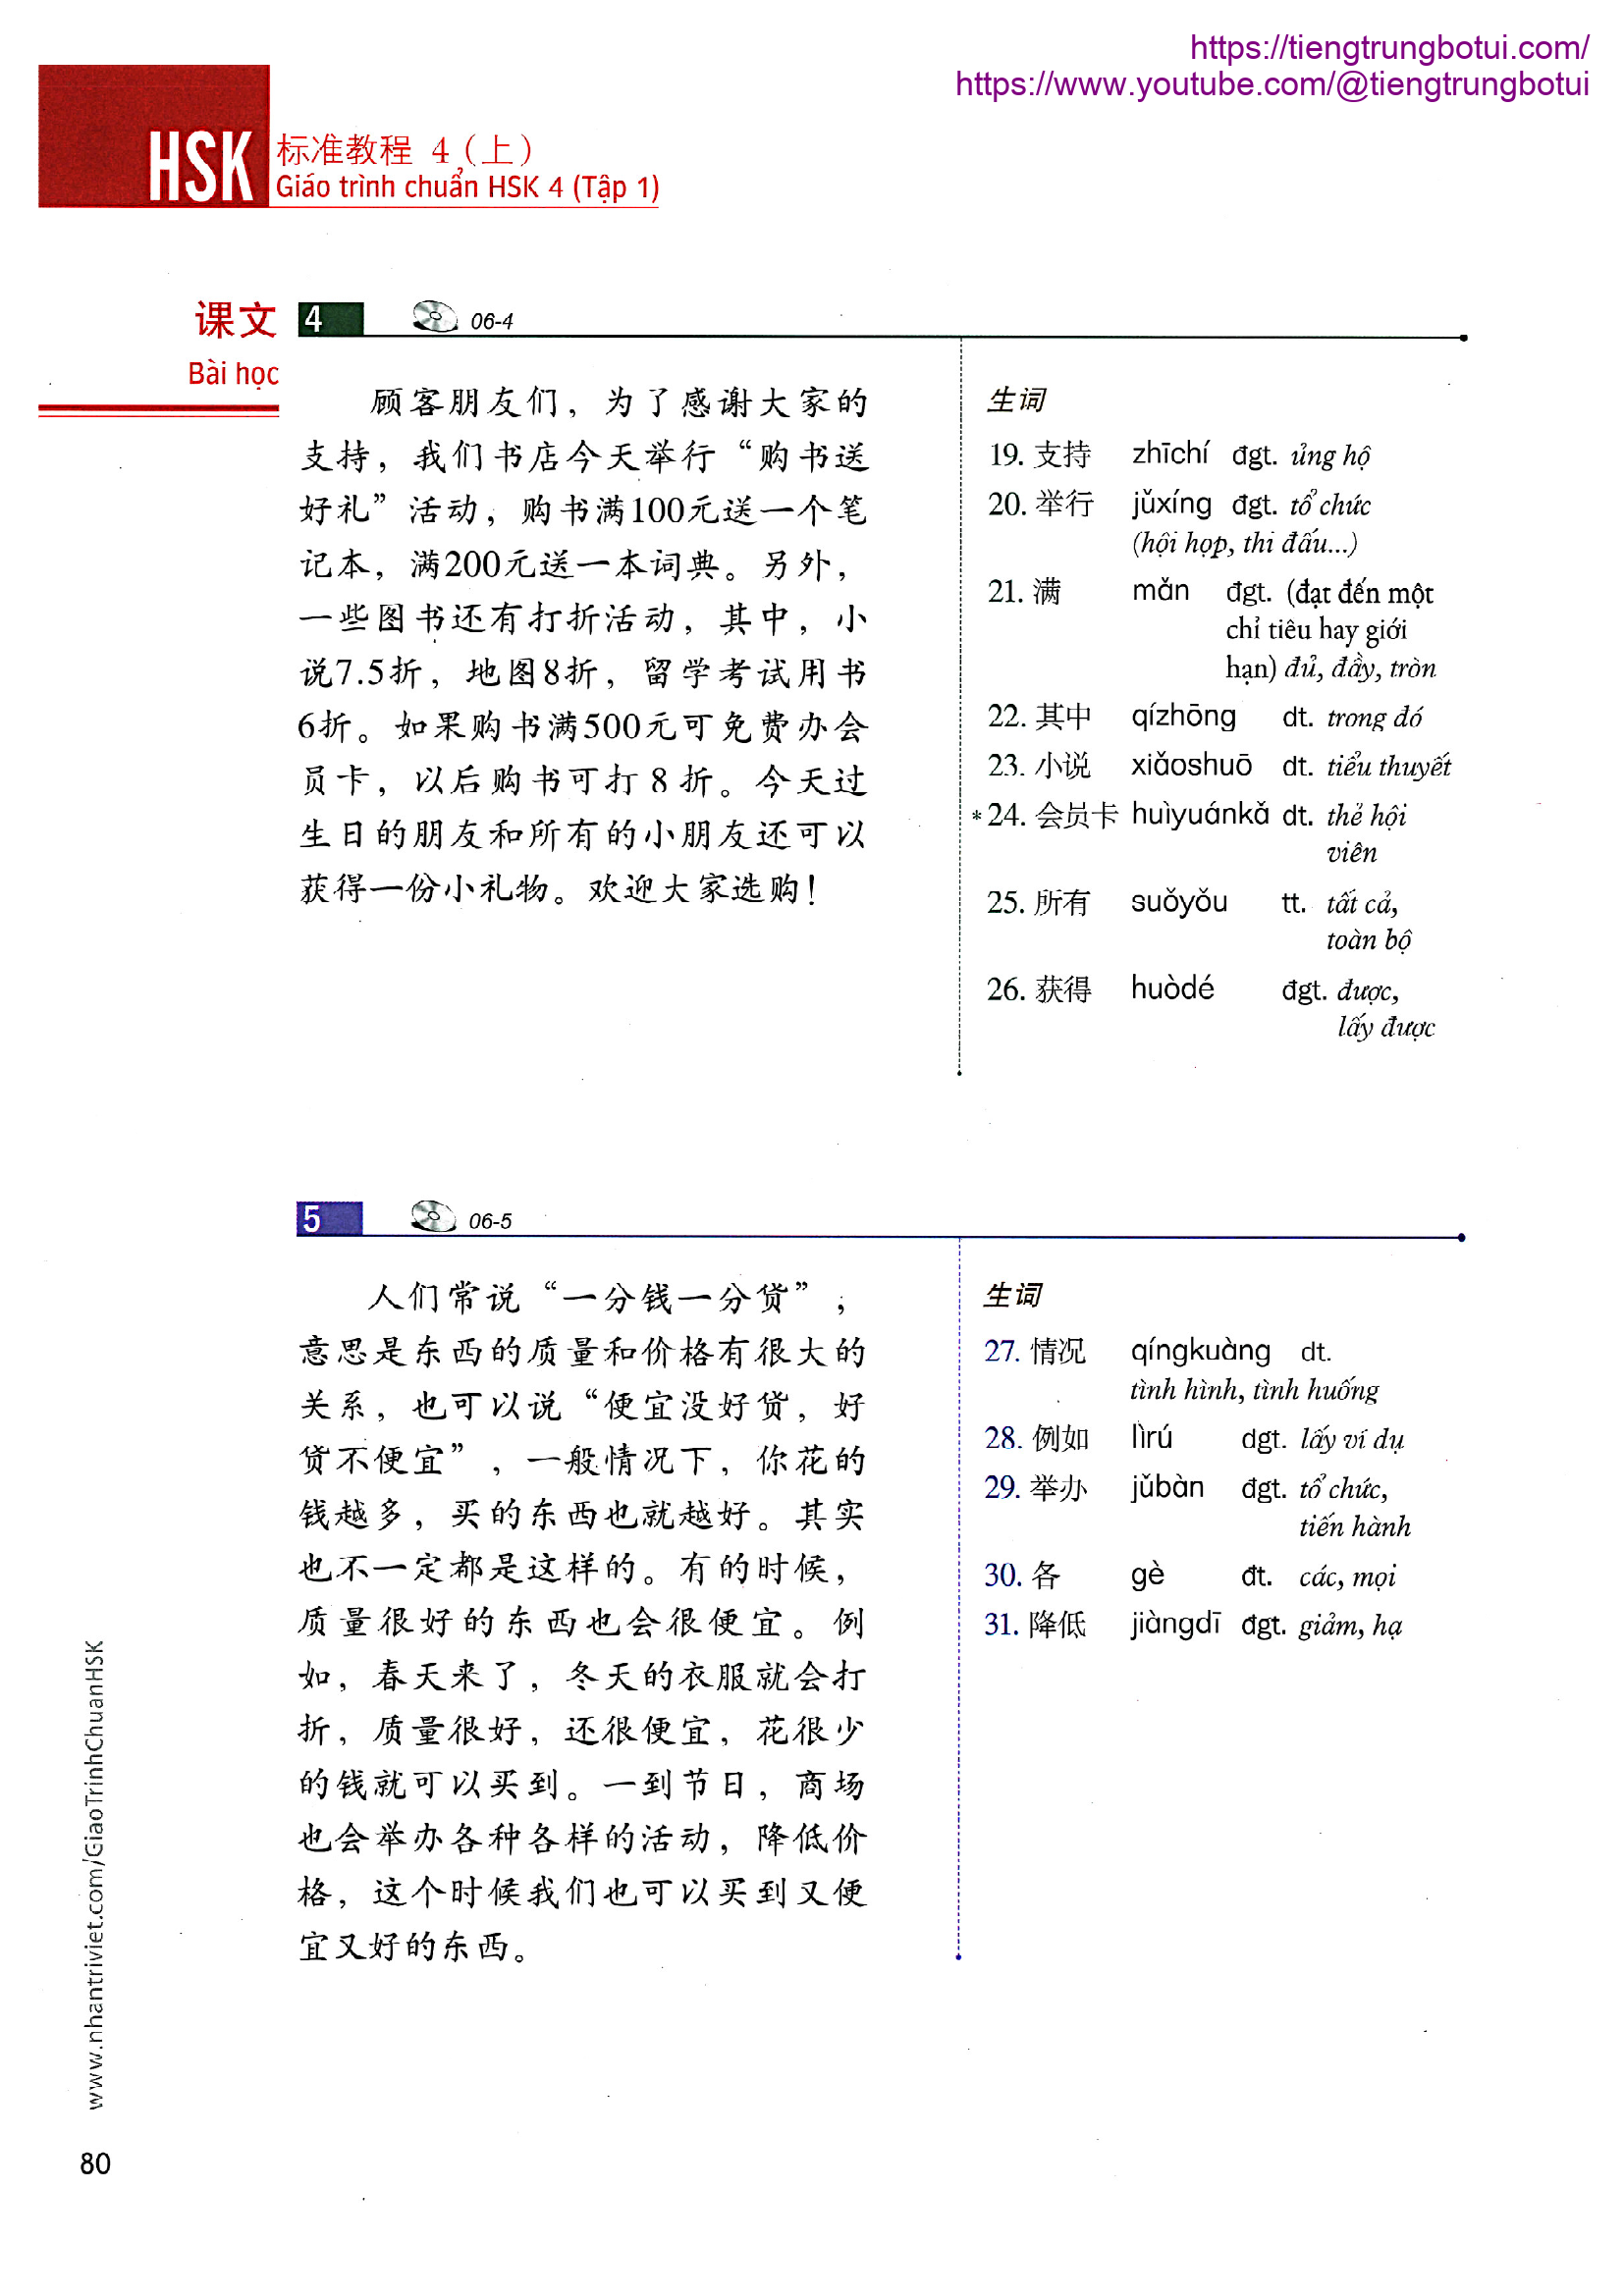 https://tiengtrungbotui.com/
https://www.youtube.com/@tiengtrungbotui
HSK 标准教程 4（上）
Giáo trình chuẩn HSK 4 (Tập 1)
课文 4 06-4
Bài học
顾客朋友们，为了感谢大家的
支持，我们书店今天举行“购书送
好礼”活动，购书满100元送一个笔
记本，满200元送一本词典。另外，
一些图书还有打折活动，其中，小
说7.5折，地图8折，留学考试用书
6折。如果购书满500元可免费办会
员卡，以后购书可打8折。今天过
生日的朋友和所有的小朋友还可以
获得一份小礼物。欢迎大家选购！
生词
19. 支持 zhīchí đgt. ủng hộ
20. 举行 jǔxíng đgt. tổ chức
(hội họp, thi đấu...)
21. 满 mǎn đgt. (đạt đến một
chỉ tiêu hay giới
hạn) đủ, đầy, tròn
22. 其中 qízhōng dt. trong đó
23. 小说 xiǎoshuō dt. tiểu thuyết
*24. 会员卡 huìyuánkǎ dt. thẻ hội
viên
25. 所有 suǒyǒu tt. tất cả,
toàn bộ
26. 获得 huòdé đgt. được,
lấy được
5 06-5
人们常说“一分钱一分货”，
意思是东西的质量和价格有很大的
关系，也可以说“便宜没好货，好
货不便宜”，一般情况下，你花的
钱越多，买的东西也就越好。其实
也不一定都是这样的。有的时候，
质量很好的东西也会很便宜。例
如，春天来了，冬天的衣服就会打
折，质量很好，还很便宜，花很少
的钱就可以买到。一到节日，商场
也会举办各种各样的活动，降低价
格，这个时候我们也可以买到又便
宜又好的东西。
生词
27. 情况 qíngkuàng dt.
tình hình, tình huống
28. 例如 lìrú dgt. lấy ví dụ
29. 举办 jǔbàn đgt. tổ chức,
tiến hành
30. 各 gè đt. các, mọi
31. 降低 jiàngdī đgt. giảm, hạ
www.nhantriviet.com/GiaoTrinhChuanHSK
80